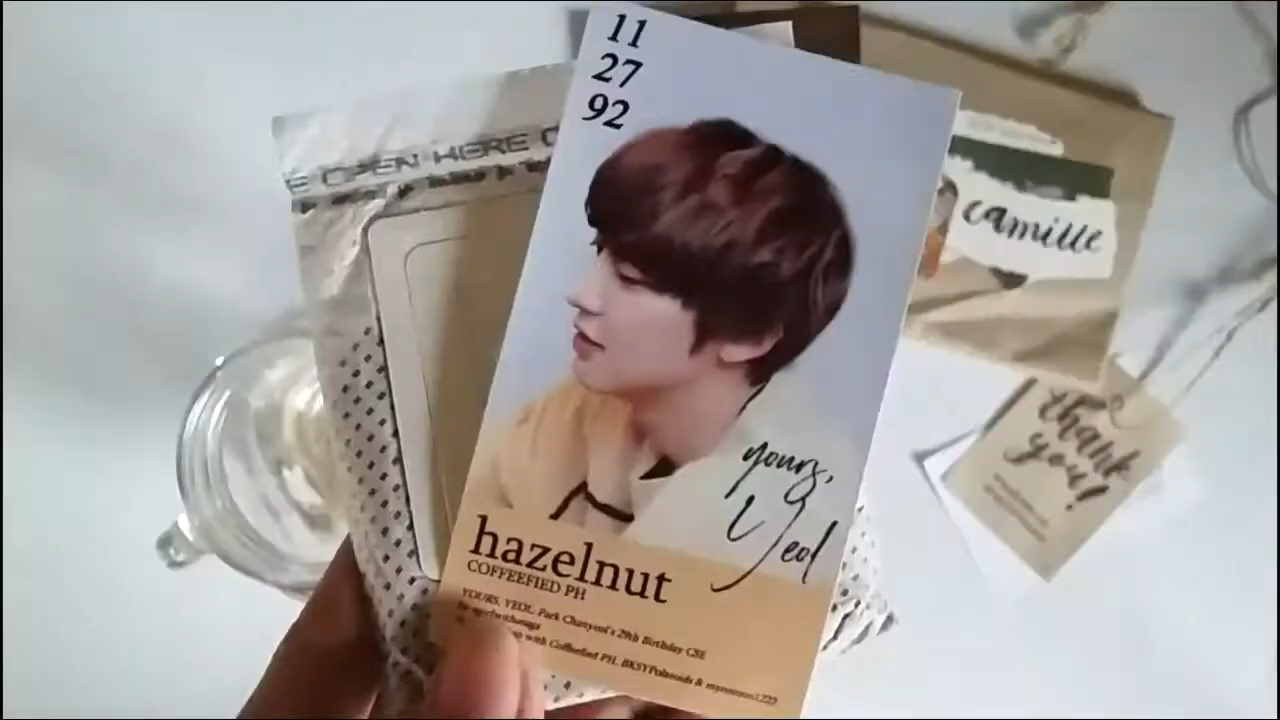 11
27
92
E OPEN HERE
camille
thank
you!
yours,
Yeol
hazelnut
COFFEEFIED PH
YOURS, YEOL: Park Chanyeol's 29th Birthday CSE
with Coffeefied PH, BKSYPolaroids &